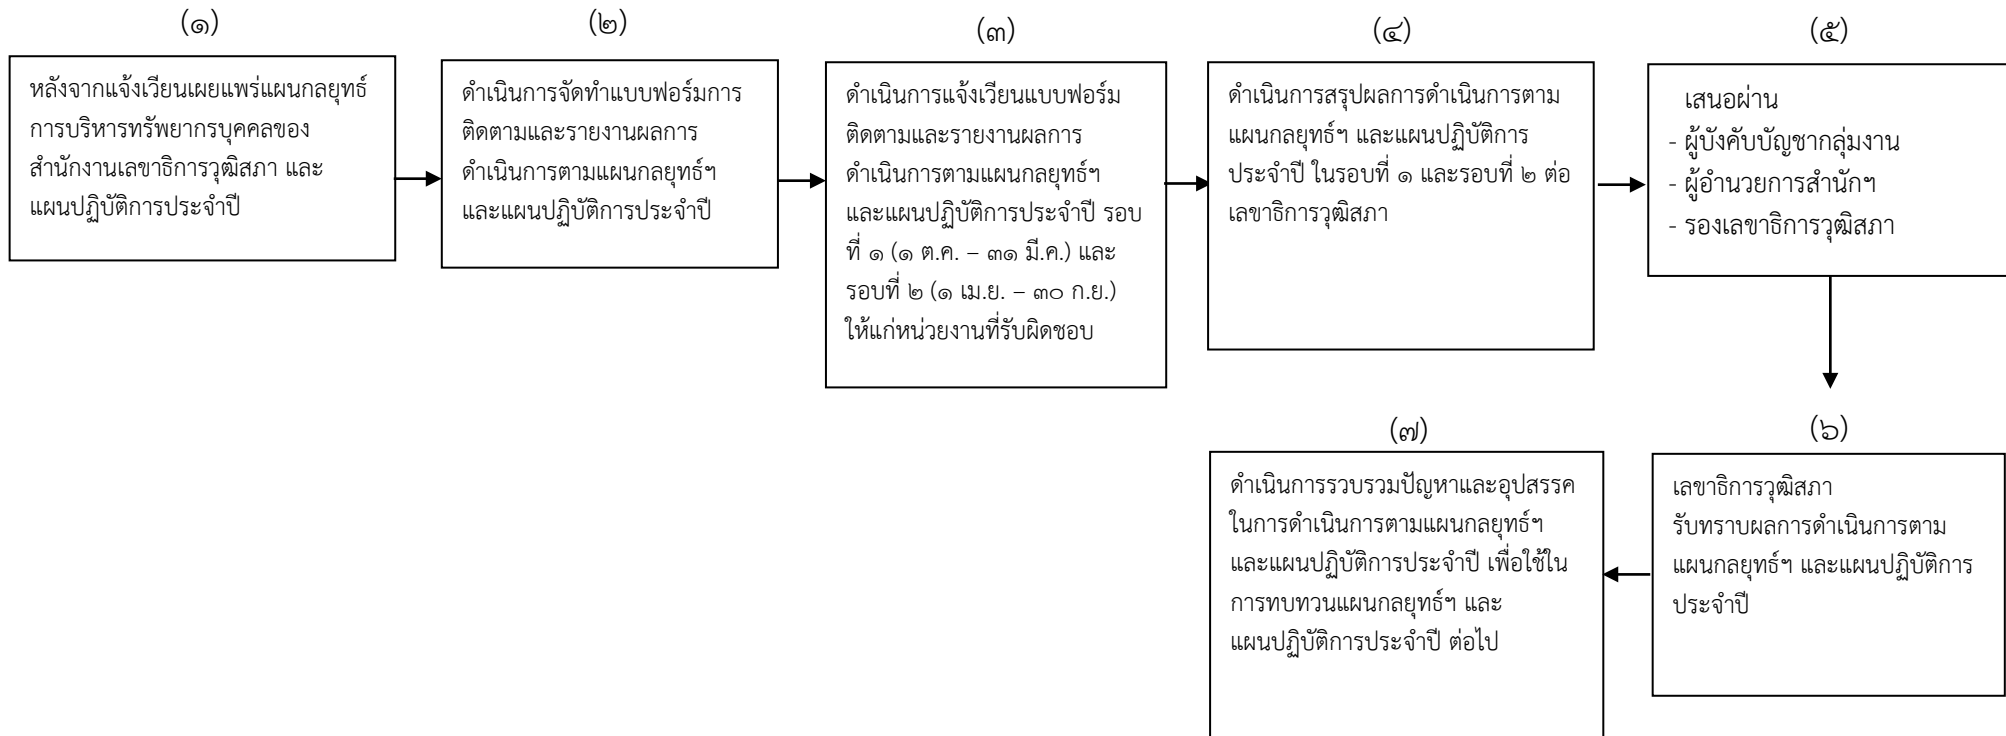 (๑)
หลังจากแจ้งเวียนเผยแพร่แผนกลยุทธ์
การบริหารทรัพยากรบุคคลของ
สำนักงานเลขาธิการวุฒิสภา และ
แผนปฏิบัติการประจำปี
(๒)
ดำเนินการจัดทำแบบฟอร์มการ
ติดตามและรายงานผลการ
ดำเนินการตามแผนกลยุทธ์ฯ
และแผนปฏิบัติการประจำปี
(๓)
ดำเนินการแจ้งเวียนแบบฟอร์ม
ติดตามและรายงานผลการ
ดำเนินการตามแผนกลยุทธ์ฯ
และแผนปฏิบัติการประจำปี รอบ
ที่ ๑ (๑ ต.ค. – ๓๑ มี.ค.) และ
รอบที่ ๒ (๑ เม.ย. – ๓๐ ก.ย.)
ให้แก่หน่วยงานที่รับผิดชอบ
(๔)
ดำเนินการสรุปผลการดำเนินการตาม
แผนกลยุทธ์ฯ และแผนปฏิบัติการ
ประจำปี ในรอบที่ ๑ และรอบที่ ๒ ต่อ
เลขาธิการวุฒิสภา
(๕)
เสนอผ่าน
- ผู้บังคับบัญชากลุ่มงาน
- ผู้อำนวยการสำนักฯ
- รองเลขาธิการวุฒิสภา
(๖)
เลขาธิการวุฒิสภา
รับทราบผลการดำเนินการตาม
แผนกลยุทธ์ฯ และแผนปฏิบัติการ
ประจำปี
(๗)
ดำเนินการรวบรวมปัญหาและอุปสรรค
ในการดำเนินการตามแผนกลยุทธ์ฯ
และแผนปฏิบัติการประจำปี เพื่อใช้ใน
การทบทวนแผนกลยุทธ์ฯ และ
แผนปฏิบัติการประจำปี ต่อไป